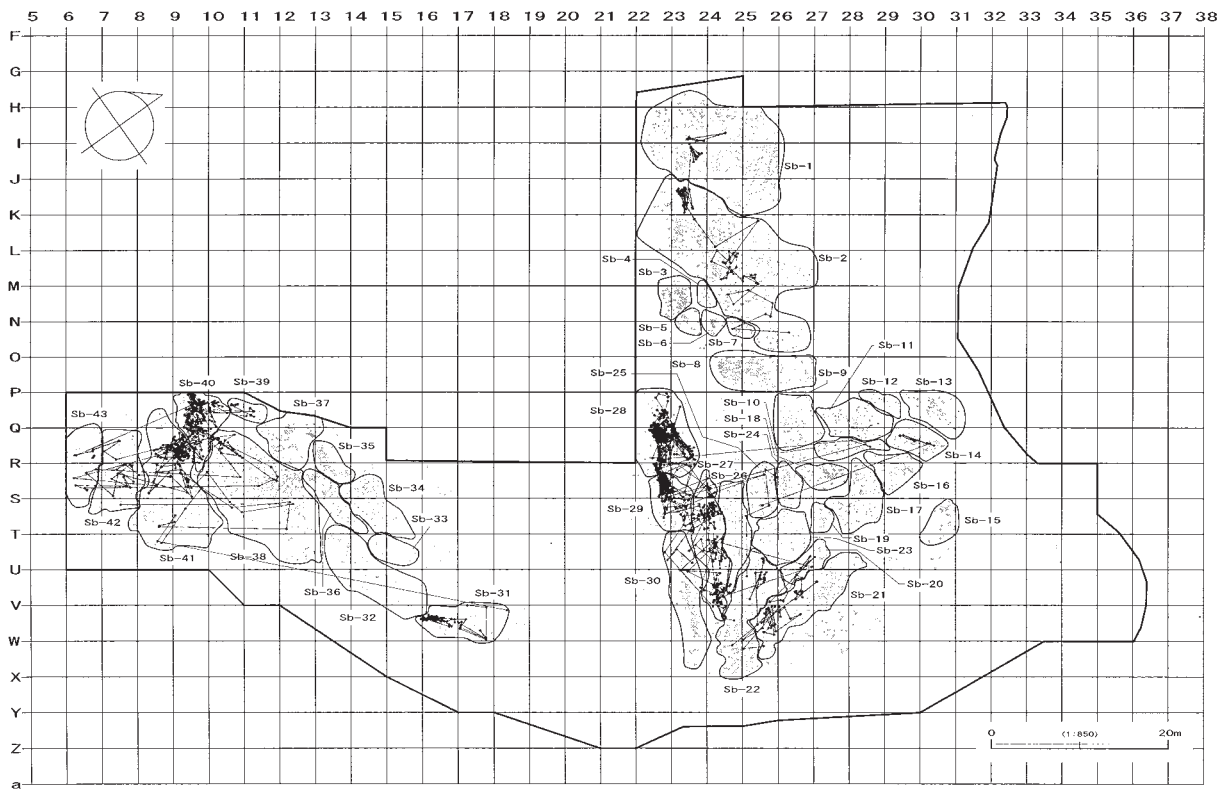 5 6 7 8 9 10 11 12 13 14 15 16 17 18 19 20 21 22 23 24 25 26 27 28 29 30 31 32 33 34 35 36 37 38
F
G
H
I
Sb-1
J
K
L
Sb-4 Sb-2
Sb-3
M
N
Sb-5
Sb-6 Sb-7
Sb-11
O
Sb-8
Sb-25 Sb-9
Sb-40 Sb-39 Sb-12 Sb-13
P
Sb-43 Sb-37 Sb-28 Sb-10
Sb-18
Q
Sb-24
Sb-35 Sb-14
R
Sb-27
Sb-26
Sb-34 Sb-16
S
Sb-29 Sb-17
Sb-42 Sb-33 Sb-15
T
Sb-19
Sb-41 Sb-38 Sb-30 Sb-23
U
Sb-20
Sb-36 Sb-31 Sb-21
V
Sb-32
W
X
Sb-22
Y
0 (1:850) 20m
Z
a